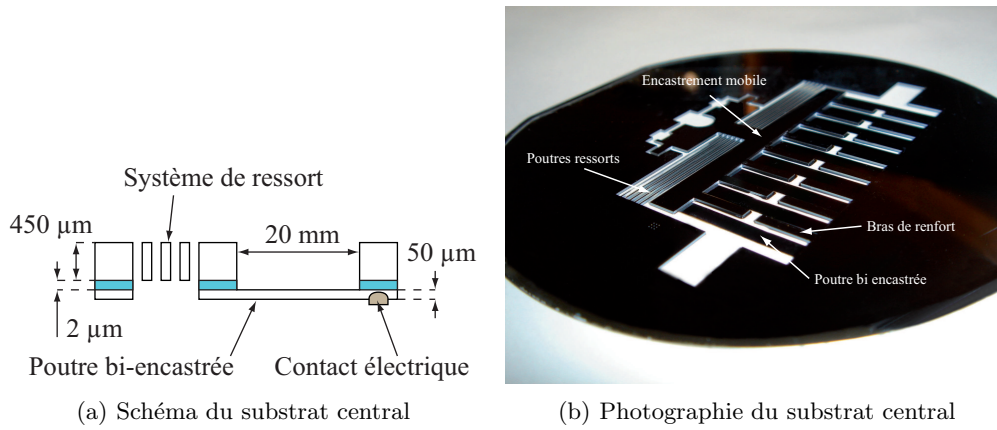 Système de ressort
450 µm
20 mm
50 µm
2 µm
Poutre bi-encastrée
Contact électrique
(a) Schéma du substrat central
Encastrement mobile
Poutres ressorts
Bras de renfort
Poutre bi encastrée
(b) Photographie du substrat central